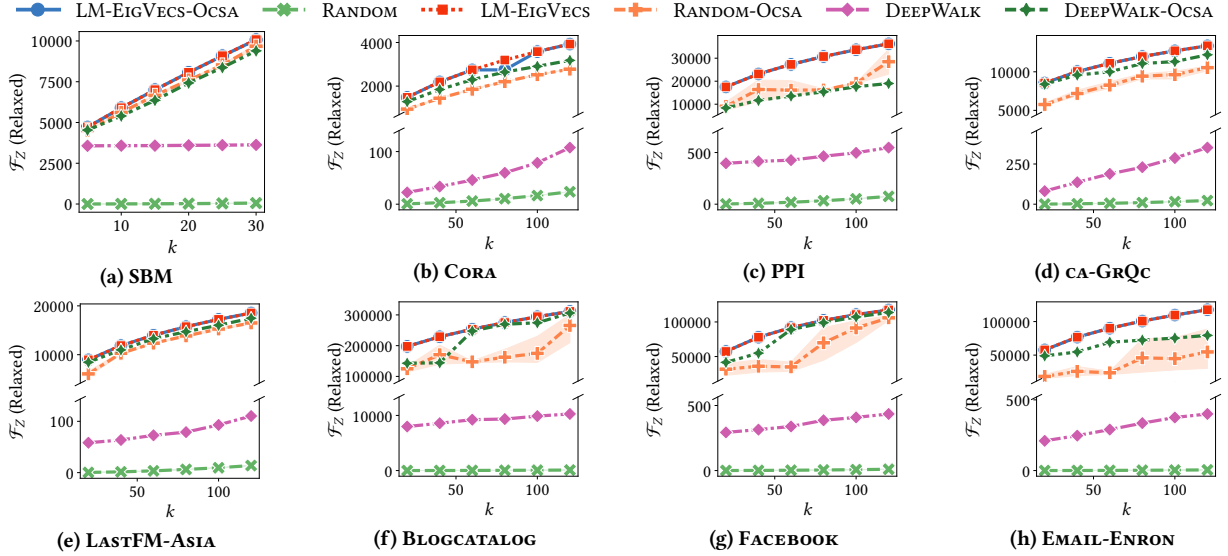 LM-EigVecs-Ocsa Random LM-EigVecs Random-Ocsa DeepWalk DeepWalk-Ocsa
10000
7500
5000
2500
0
ℱ_Z (Relaxed)
10 20 30
k
(a) SBM
4000
2000
100
0
ℱ_Z (Relaxed)
50 100
k
(b) Cora
30000
20000
10000
500
0
ℱ_Z (Relaxed)
50 100
k
(c) PPI
10000
5000
250
0
ℱ_Z (Relaxed)
50 100
k
(d) ca-GrQc
20000
10000
100
0
ℱ_Z (Relaxed)
50 100
k
(e) LastFM-Asia
300000
200000
100000
10000
0
ℱ_Z (Relaxed)
50 100
k
(f) Blogcatalog
100000
50000
500
0
ℱ_Z (Relaxed)
50 100
k
(g) Facebook
100000
50000
500
0
ℱ_Z (Relaxed)
50 100
k
(h) Email-Enron